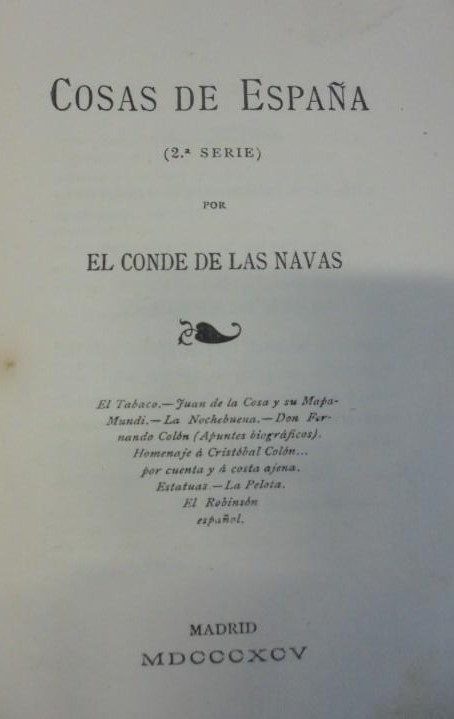 COSAS DE ESPAÑA
(2.ª SERIE)
POR
EL CONDE DE LAS NAVAS
El Tabaco.—Juan de la Cosa y su Mapa-
Mundi.—La Nochebuena.—Don Fer-
nando Colón (Apuntes biográficos).
Homenaje á Cristóbal Colón...
por cuenta y á costa ajena.
Estatuas.—La Pelota.
El Robinsón
español.
MADRID
MDCCCXCV